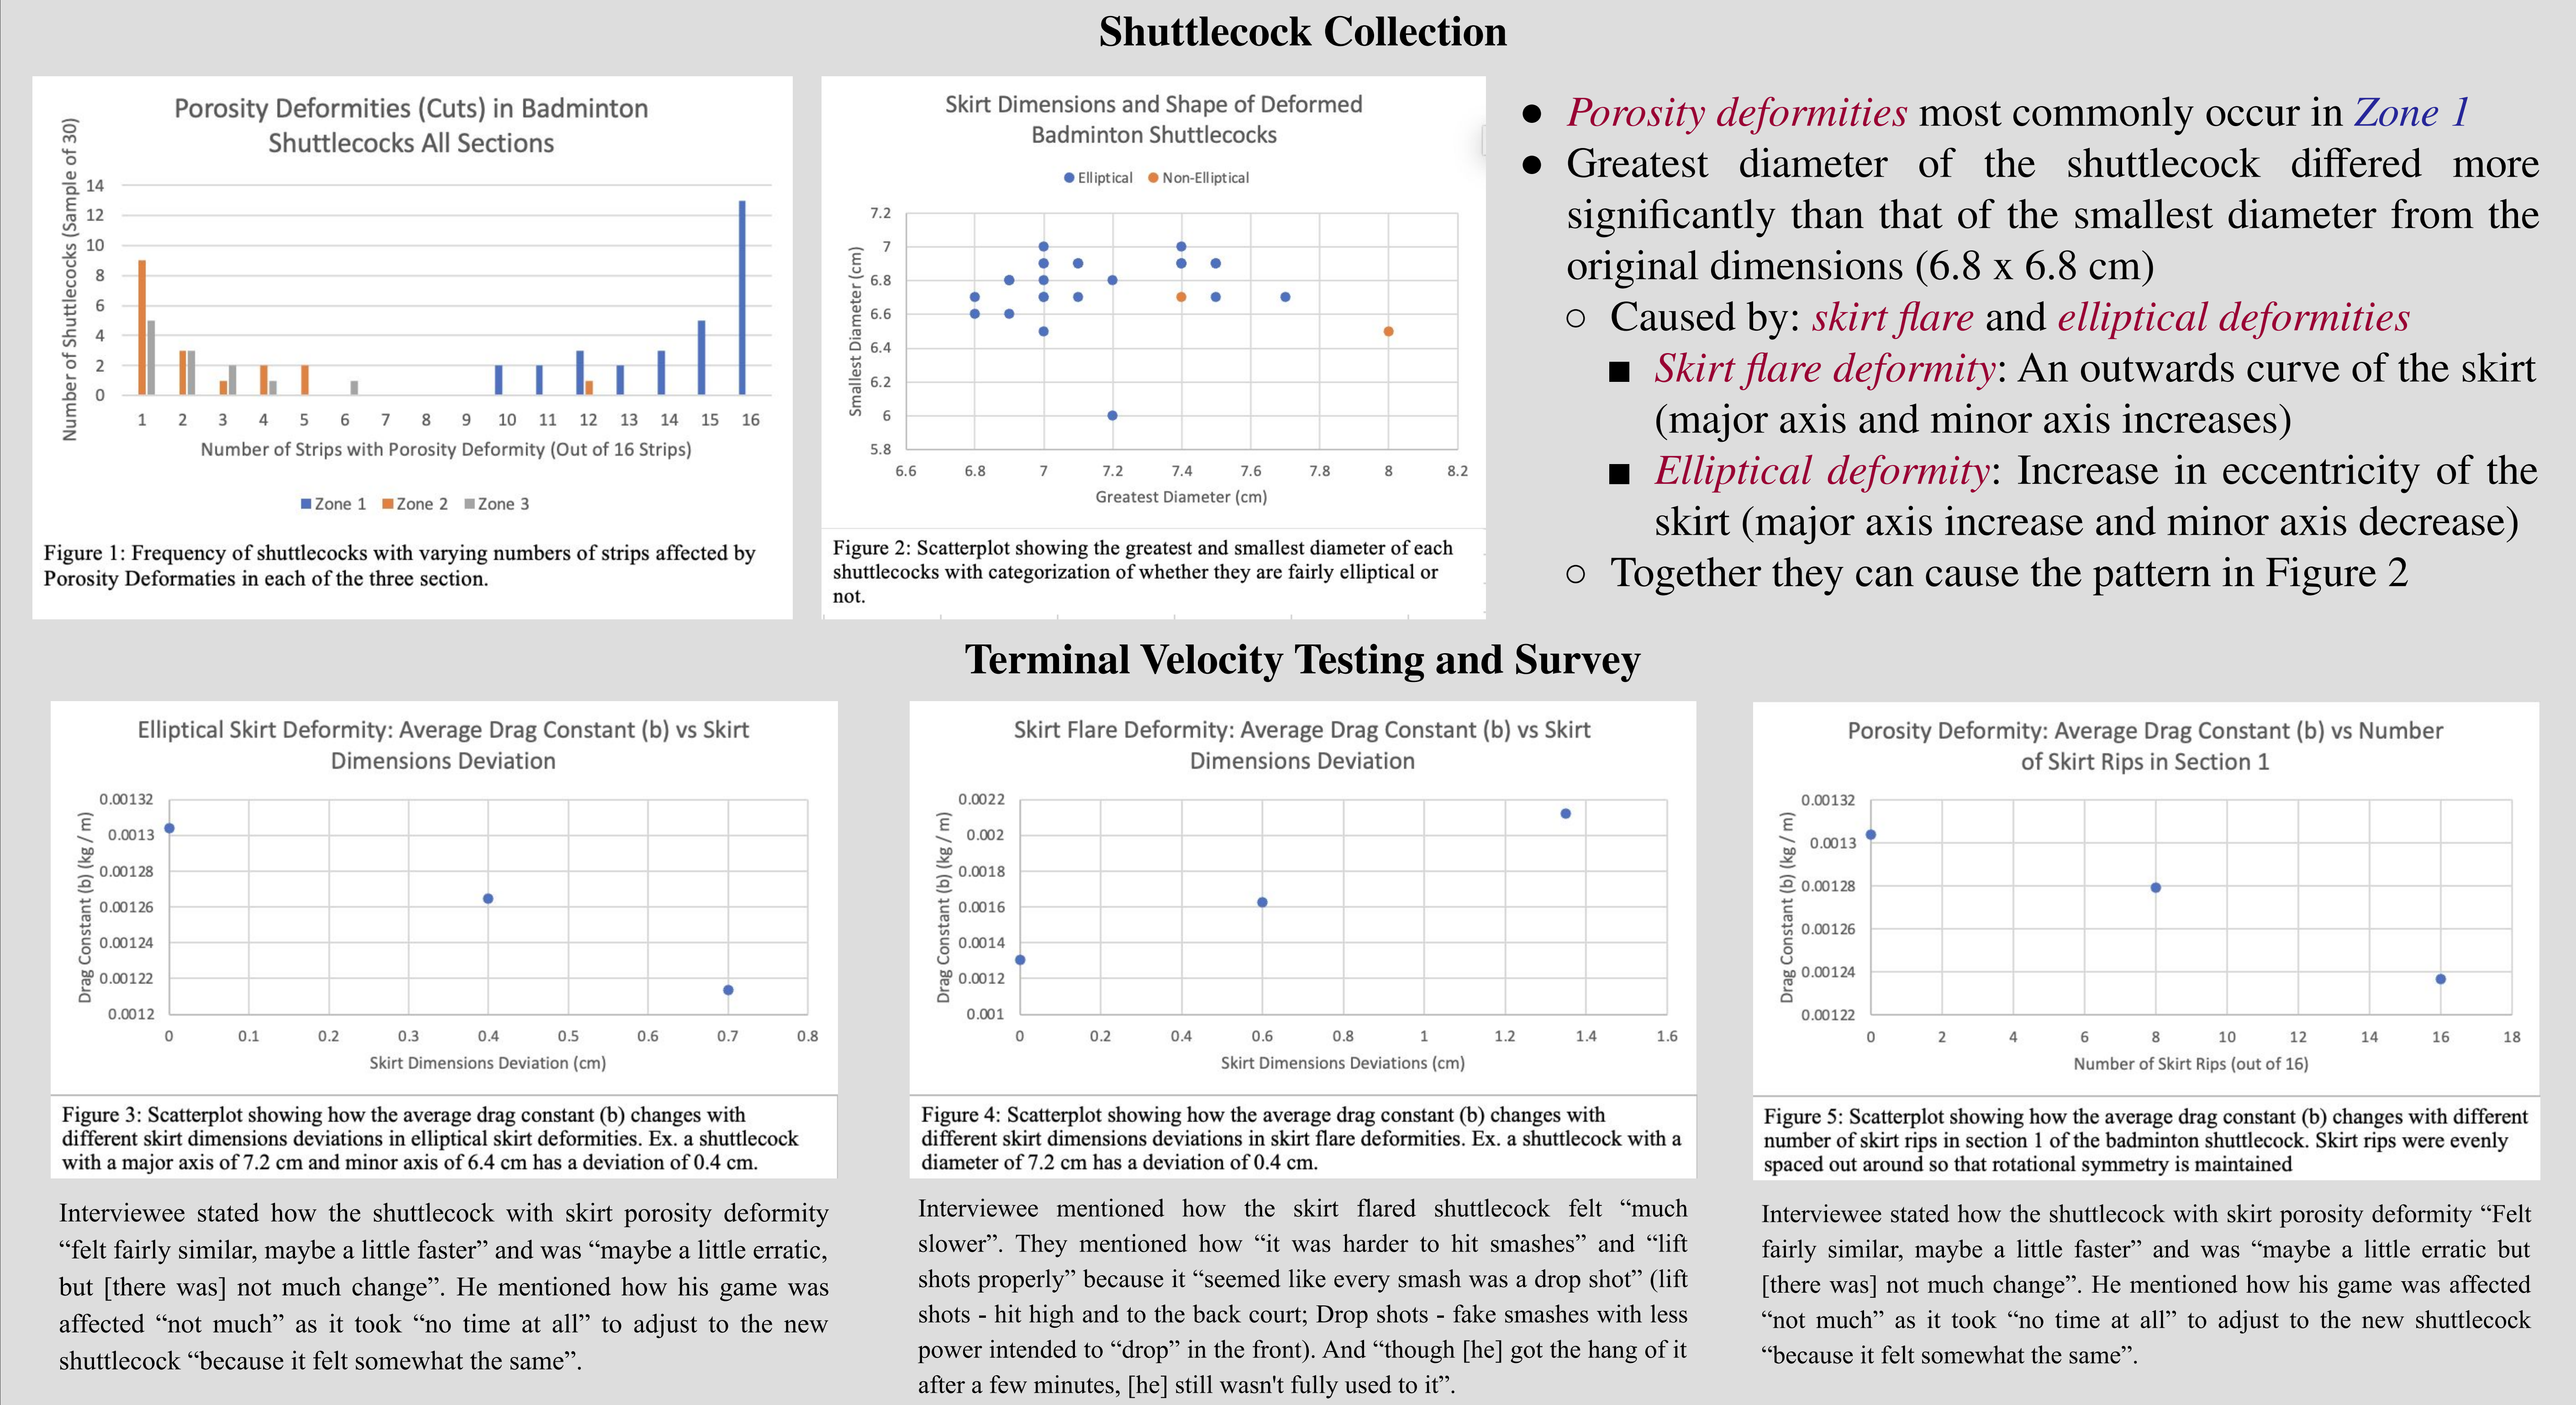 Shuttlecock Collection
Porosity Deformities (Cuts) in Badminton
Shuttlecocks All Sections
Number of Shuttlecocks (Sample of 30)
14
12
10
8
6
4
2
0
1 2 3 4 5 6 7 8 9 10 11 12 13 14 15 16
Number of Strips with Porosity Deformity (Out of 16 Strips)
Zone 1 Zone 2 Zone 3
Figure 1: Frequency of shuttlecocks with varying numbers of strips affected by
Porosity Deformaties in each of the three section.
Skirt Dimensions and Shape of Deformed
Badminton Shuttlecocks
Elliptical Non-Elliptical
Smallest Diameter (cm)
7.2
7
6.8
6.6
6.4
6.2
6
5.8
6.6 6.8 7 7.2 7.4 7.6 7.8 8 8.2
Greatest Diameter (cm)
Figure 2: Scatterplot showing the greatest and smallest diameter of each
shuttlecocks with categorization of whether they are fairly elliptical or
not.
● Porosity deformities most commonly occur in Zone 1
● Greatest diameter of the shuttlecock differed more
significantly than that of the smallest diameter from the
original dimensions (6.8 x 6.8 cm)
○ Caused by: skirt flare and elliptical deformities
■ Skirt flare deformity: An outwards curve of the skirt
(major axis and minor axis increases)
■ Elliptical deformity: Increase in eccentricity of the
skirt (major axis increase and minor axis decrease)
○ Together they can cause the pattern in Figure 2
Terminal Velocity Testing and Survey
Elliptical Skirt Deformity: Average Drag Constant (b) vs Skirt
Dimensions Deviation
Drag Constant (b) (kg / m)
0.00132
0.0013
0.00128
0.00126
0.00124
0.00122
0.0012
0 0.1 0.2 0.3 0.4 0.5 0.6 0.7 0.8
Skirt Dimensions Deviation (cm)
Figure 3: Scatterplot showing how the average drag constant (b) changes with
different skirt dimensions deviations in elliptical skirt deformities. Ex. a shuttlecock
with a major axis of 7.2 cm and minor axis of 6.4 cm has a deviation of 0.4 cm.
Interviewee stated how the shuttlecock with skirt porosity deformity
“felt fairly similar, maybe a little faster” and was “maybe a little erratic,
but [there was] not much change”. He mentioned how his game was
affected “not much” as it took “no time at all” to adjust to the new
shuttlecock “because it felt somewhat the same”.
Skirt Flare Deformity: Average Drag Constant (b) vs Skirt
Dimensions Deviation
Drag Constant (b) (kg / m)
0.0022
0.002
0.0018
0.0016
0.0014
0.0012
0.001
0 0.2 0.4 0.6 0.8 1 1.2 1.4 1.6
Skirt Dimensions Deviations (cm)
Figure 4: Scatterplot showing how the average drag constant (b) changes with
different skirt dimensions deviations in skirt flare deformities. Ex. a shuttlecock with a
diameter of 7.2 cm has a deviation of 0.4 cm.
Interviewee mentioned how the skirt flared shuttlecock felt “much
slower”. They mentioned how “it was harder to hit smashes” and “lift
shots properly” because it “seemed like every smash was a drop shot” (lift
shots - hit high and to the back court; Drop shots - fake smashes with less
power intended to “drop” in the front). And “though [he] got the hang of it
after a few minutes, [he] still wasn't fully used to it”.
Porosity Deformity: Average Drag Constant (b) vs Number
of Skirt Rips in Section 1
Drag Constant (b) (kg / m)
0.00132
0.0013
0.00128
0.00126
0.00124
0.00122
0 2 4 6 8 10 12 14 16 18
Number of Skirt Rips (out of 16)
Figure 5: Scatterplot showing how the average drag constant (b) changes with different
number of skirt rips in section 1 of the badminton shuttlecock. Skirt rips were evenly
spaced out around so that rotational symmetry is maintained
Interviewee stated how the shuttlecock with skirt porosity deformity “Felt
fairly similar, maybe a little faster” and was “maybe a little erratic but
[there was] not much change”. He mentioned how his game was affected
“not much” as it took “no time at all” to adjust to the new shuttlecock
“because it felt somewhat the same”.